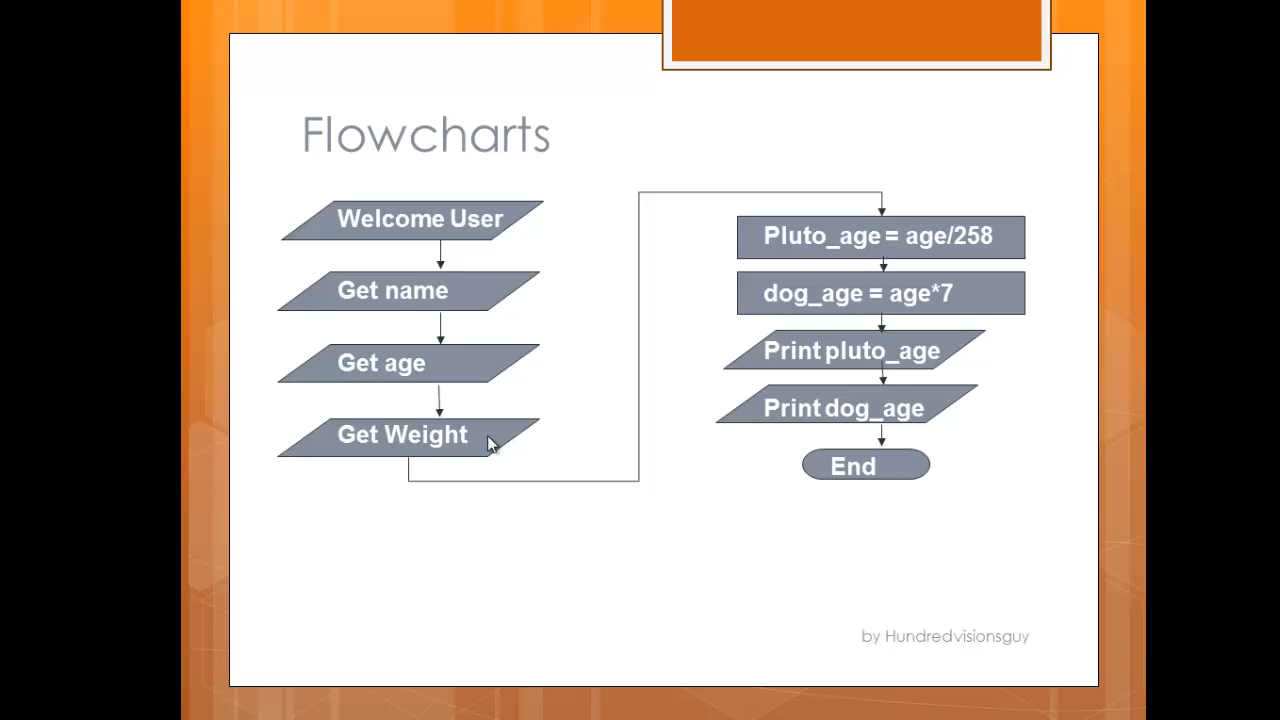 Flowcharts
Welcome User
Get name
Get age
Get Weight
Pluto_age = age/258
dog_age = age*7
Print pluto_age
Print dog_age
End
by Hundredvisionsguy